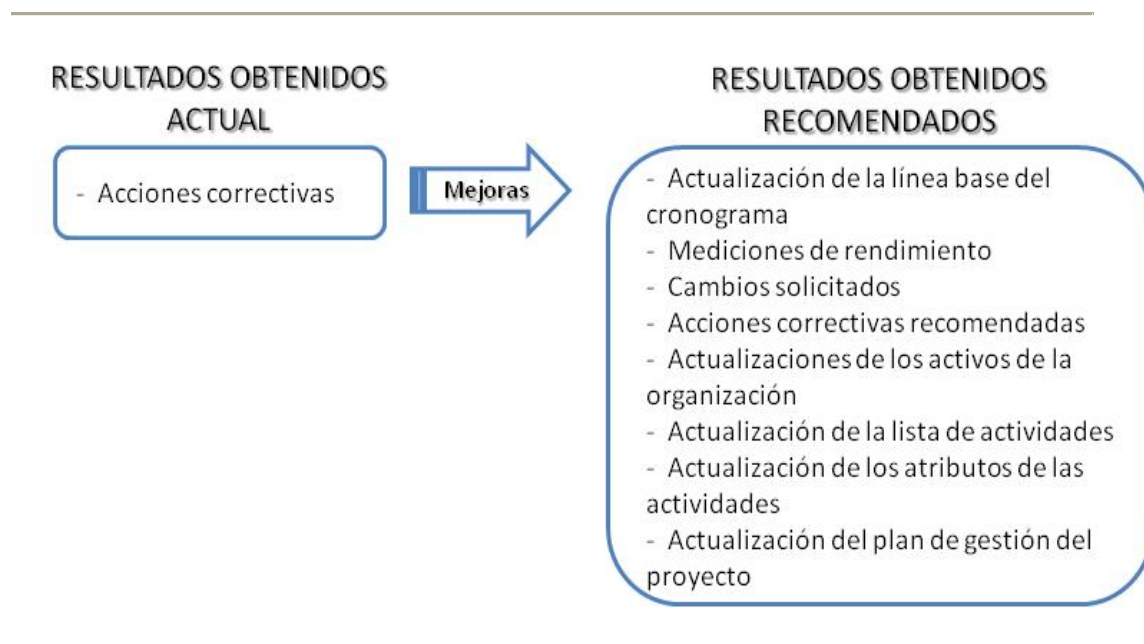 RESULTADOS OBTENIDOS
ACTUAL
- Acciones correctivas
Mejoras
RESULTADOS OBTENIDOS
RECOMENDADOS
- Actualización de la línea base del
cronograma
- Mediciones de rendimiento
- Cambios solicitados
- Acciones correctivas recomendadas
- Actualizaciones de los activos de la
organización
- Actualización de la lista de actividades
- Actualización de los atributos de las
actividades
- Actualización del plan de gestión del
proyecto